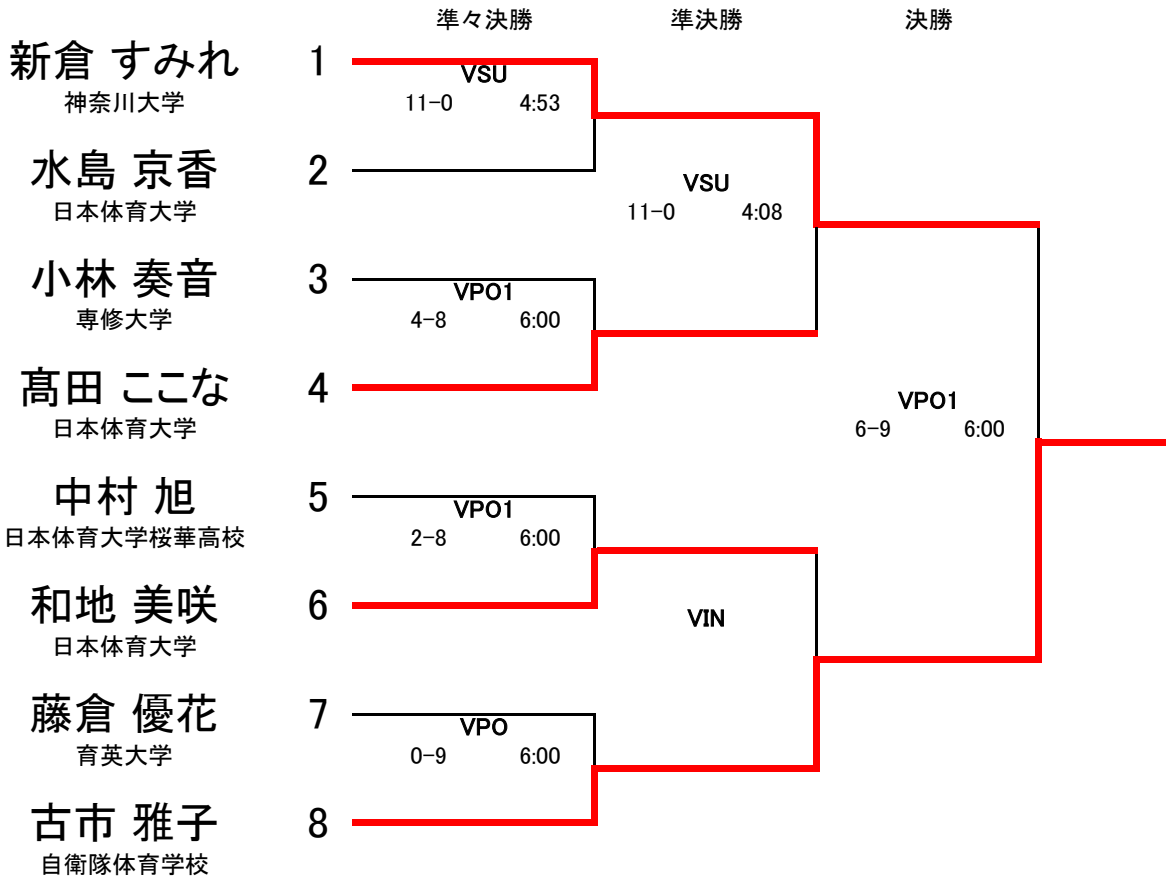 準々決勝 準決勝 決勝
新倉 すみれ 1
神奈川大学
VSU
11-0 4:53
水島 京香 2
日本体育大学
VSU
11-0 4:08
小林 奏音 3
専修大学
VPO1
4-8 6:00
髙田 ここな 4
日本体育大学
VPO1
6-9 6:00
中村 旭 5
日本体育大学桜華高校
VPO1
2-8 6:00
和地 美咲 6
日本体育大学
VIN
藤倉 優花 7
育英大学
VPO
0-9 6:00
古市 雅子 8
自衛隊体育学校